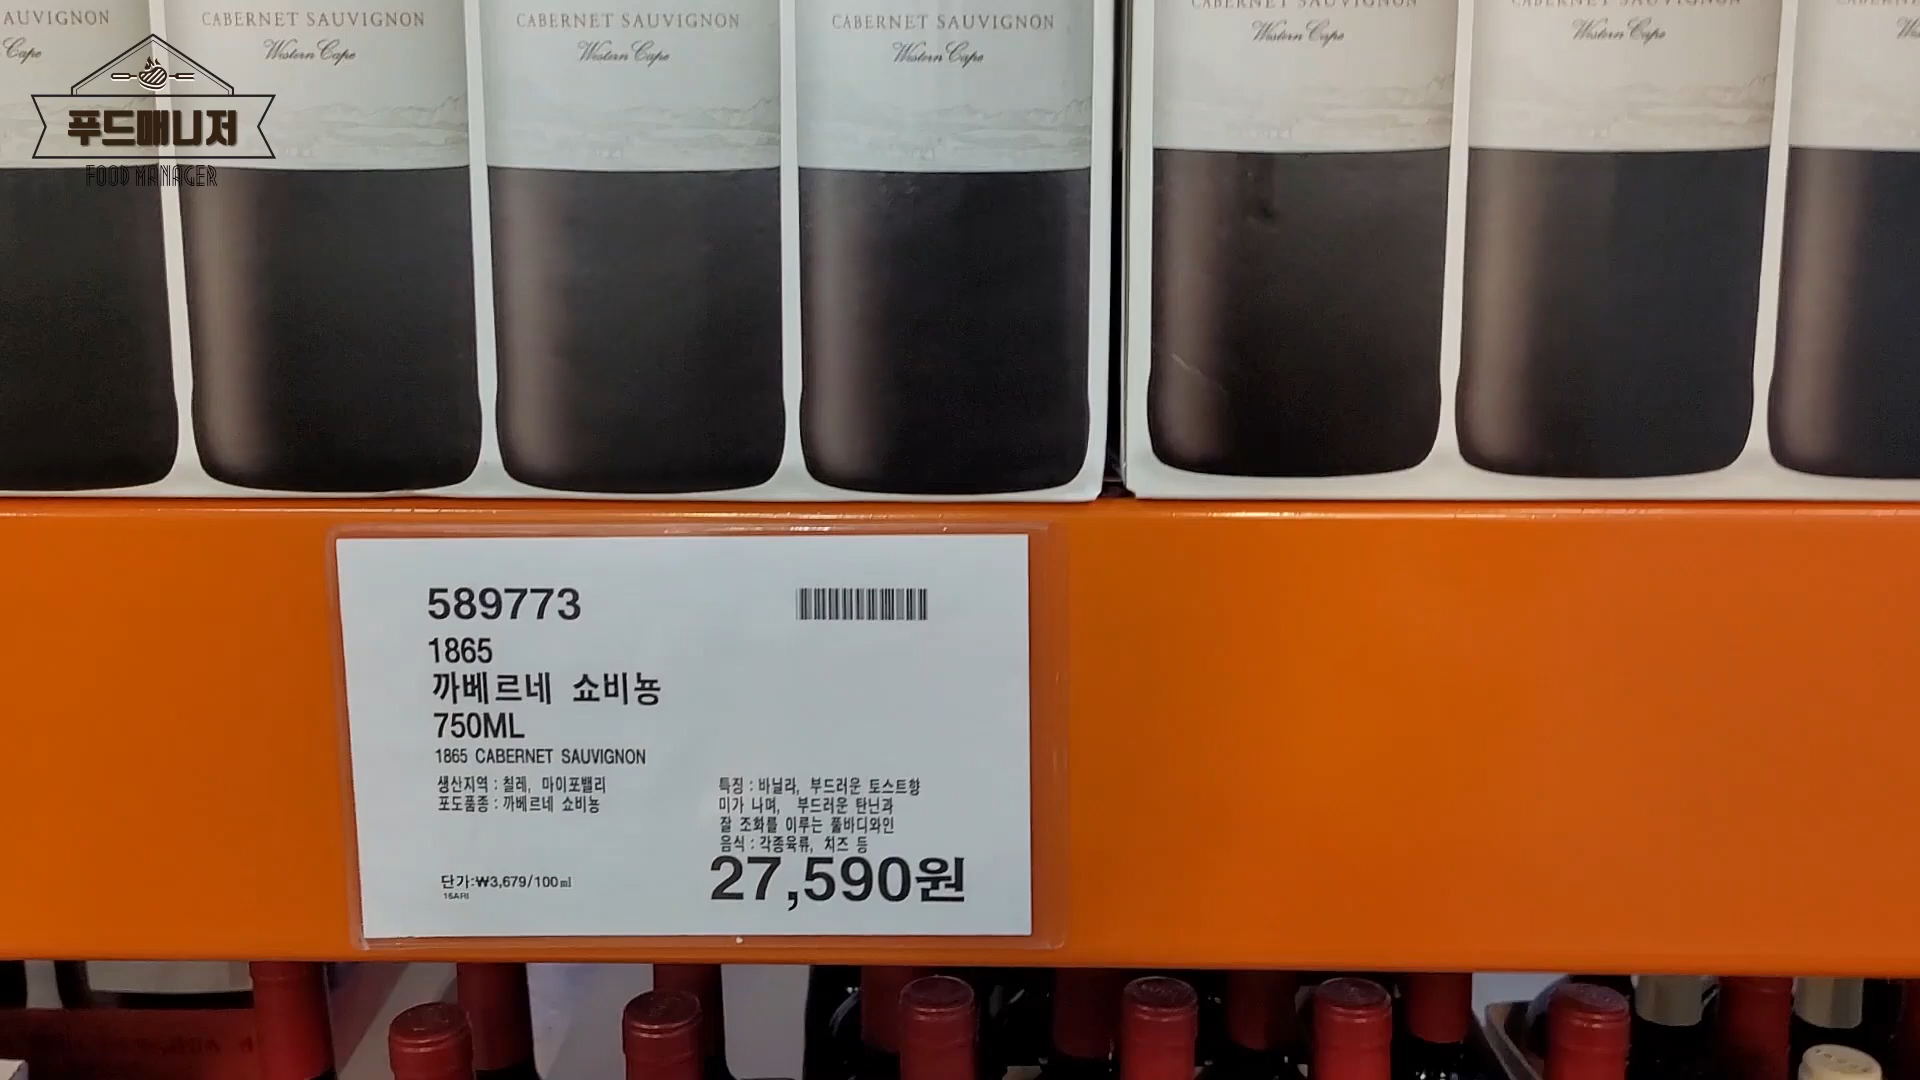 AUVIGNON
Cape
CABERNET SAUVIGNON
Western Cape
CABERNET SAUVIGNON
Western Cape
CABERNET SAUVIGNON
Western Cape
CABERNET SAUVIGNON
Western Cape
CABERNET SAUVIGNON
Western Cape
푸드매니저
FOOD MANAGER
589773
1865
까베르네 쇼비뇽
750ML
1865 CABERNET SAUVIGNON
생산지역 : 칠레, 마이포밸리
포도품종 : 까베르네 쇼비뇽
특징 : 바닐라, 부드러운 토스트향
미가 나며, 부드러운 탄닌과
잘 조화를 이루는 풀바디와인
음식 : 각종육류, 치즈 등
단가:₩3,679/100㎖
27,590원